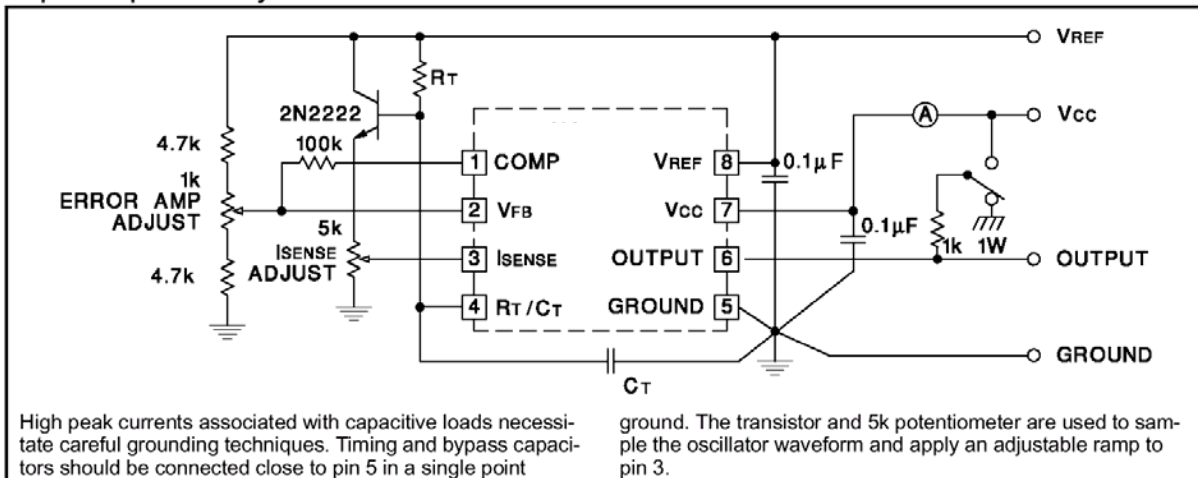 VREF
RT
2N2222
A
VCC
4.7k
100k
1 COMP
VREF 8
0.1µF
1k
ERROR AMP
ADJUST
2 VFB
VCC 7
0.1µF
5k
ISENSE
ADJUST
3 ISENSE
OUTPUT 6
1k 1W
OUTPUT
4.7k
4 RT/CT
GROUND 5
GROUND
CT
High peak currents associated with capacitive loads necessi-
tate careful grounding techniques. Timing and bypass capaci-
tors should be connected close to pin 5 in a single point
ground. The transistor and 5k potentiometer are used to sam-
ple the oscillator waveform and apply an adjustable ramp to
pin 3.